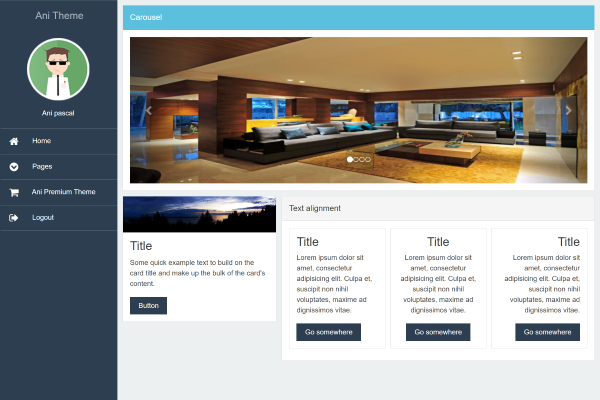 Ani Theme
Ani pascal
Home
Pages
Ani Premium Theme
Logout
Carousel
Title
Some quick example text to build on the
card title and make up the bulk of the card's
content.
Button
Text alignment
Title
Lorem ipsum dolor sit
amet, consectetur
adipisicing elit. Culpa et,
suscipit non nihil
voluptates, maxime ad
dignissimos vitae.
Go somewhere
Title
Lorem ipsum dolor sit
amet, consectetur
adipisicing elit. Culpa et,
suscipit non nihil
voluptates, maxime ad
dignissimos vitae.
Go somewhere
Title
Lorem ipsum dolor sit
amet, consectetur
adipisicing elit. Culpa et,
suscipit non nihil
voluptates, maxime ad
dignissimos vitae.
Go somewhere